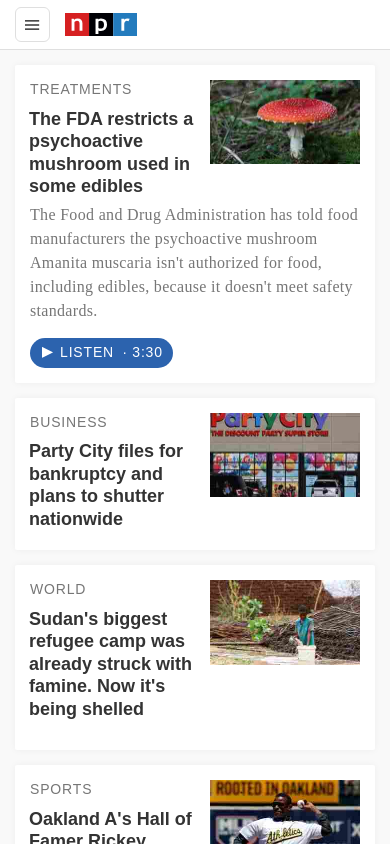 npr
TREATMENTS
The FDA restricts a
psychoactive
mushroom used in
some edibles
The Food and Drug Administration has told food
manufacturers the psychoactive mushroom
Amanita muscaria isn't authorized for food,
including edibles, because it doesn't meet safety
standards.
LISTEN · 3:30
BUSINESS
Party City files for
bankruptcy and
plans to shutter
nationwide
PartyCity
THE DISCOUNT PARTY SUPER STORE
WORLD
Sudan's biggest
refugee camp was
already struck with
famine. Now it's
being shelled
SPORTS
Oakland A's Hall of
Famer Rickey
ROOTED IN OAKLAND
Athletics